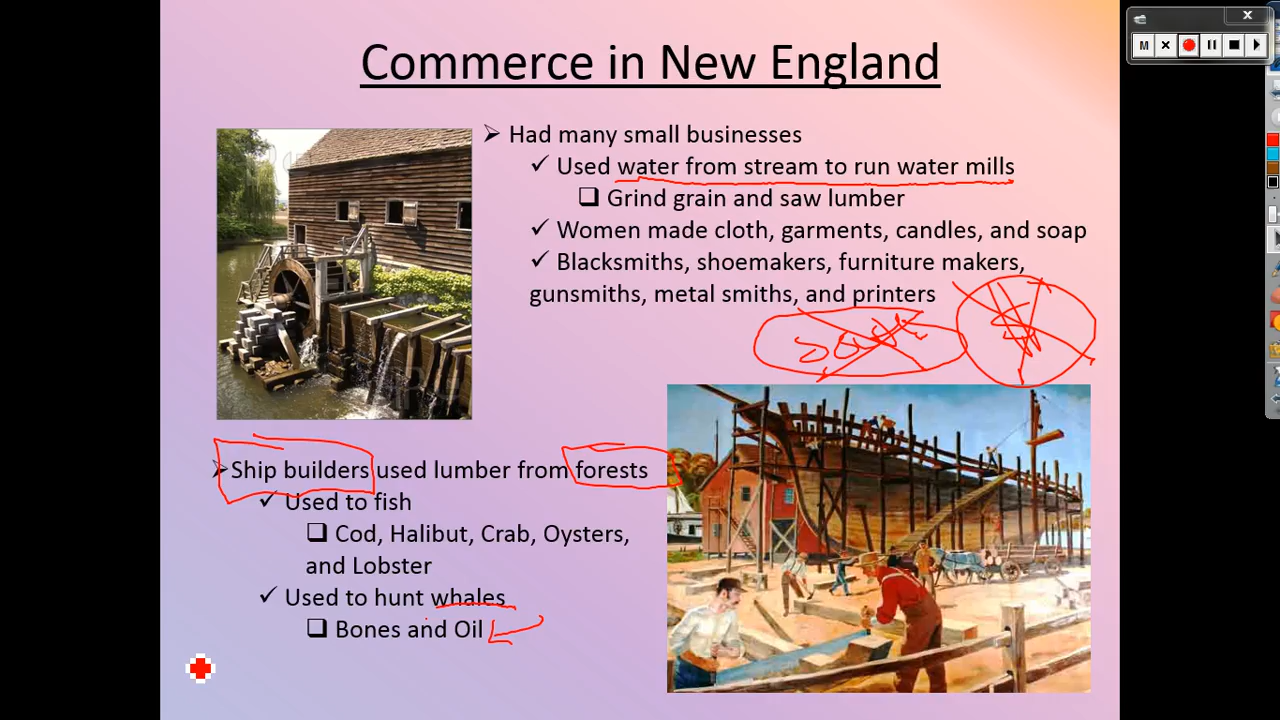 Commerce in New England
➢ Had many small businesses
✓ Used water from stream to run water mills
❑ Grind grain and saw lumber
✓ Women made cloth, garments, candles, and soap
✓ Blacksmiths, shoemakers, furniture makers,
gunsmiths, metal smiths, and printers
➢ Ship builders used lumber from forests
✓ Used to fish
❑ Cod, Halibut, Crab, Oysters,
and Lobster
✓ Used to hunt whales
❑ Bones and Oil
M